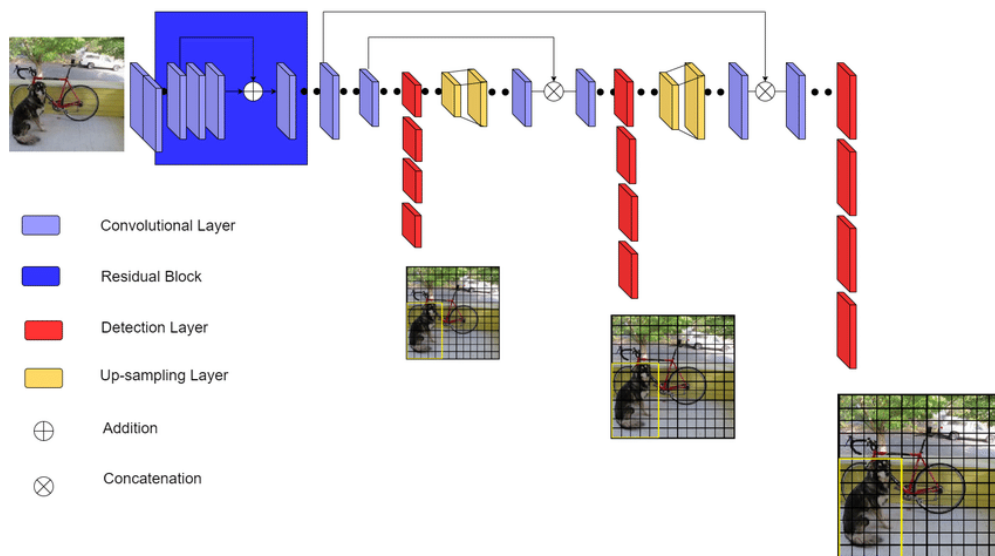 Convolutional Layer
Residual Block
Detection Layer
Up-sampling Layer
Addition
Concatenation